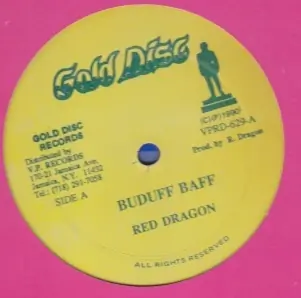 Gold Disc
GOLD DISC
RECORDS
Distributed by
V.P. RECORDS
170-21 Jamaica Ave.
Jamaica, N.Y. 11432
Tel: (718) 291-7058
SIDE A
(C)(P)1990
VPRD-629-A
Prod. by R. Dragon
BUDUFF BAFF
RED DRAGON
ALL RIGHTS RESERVED